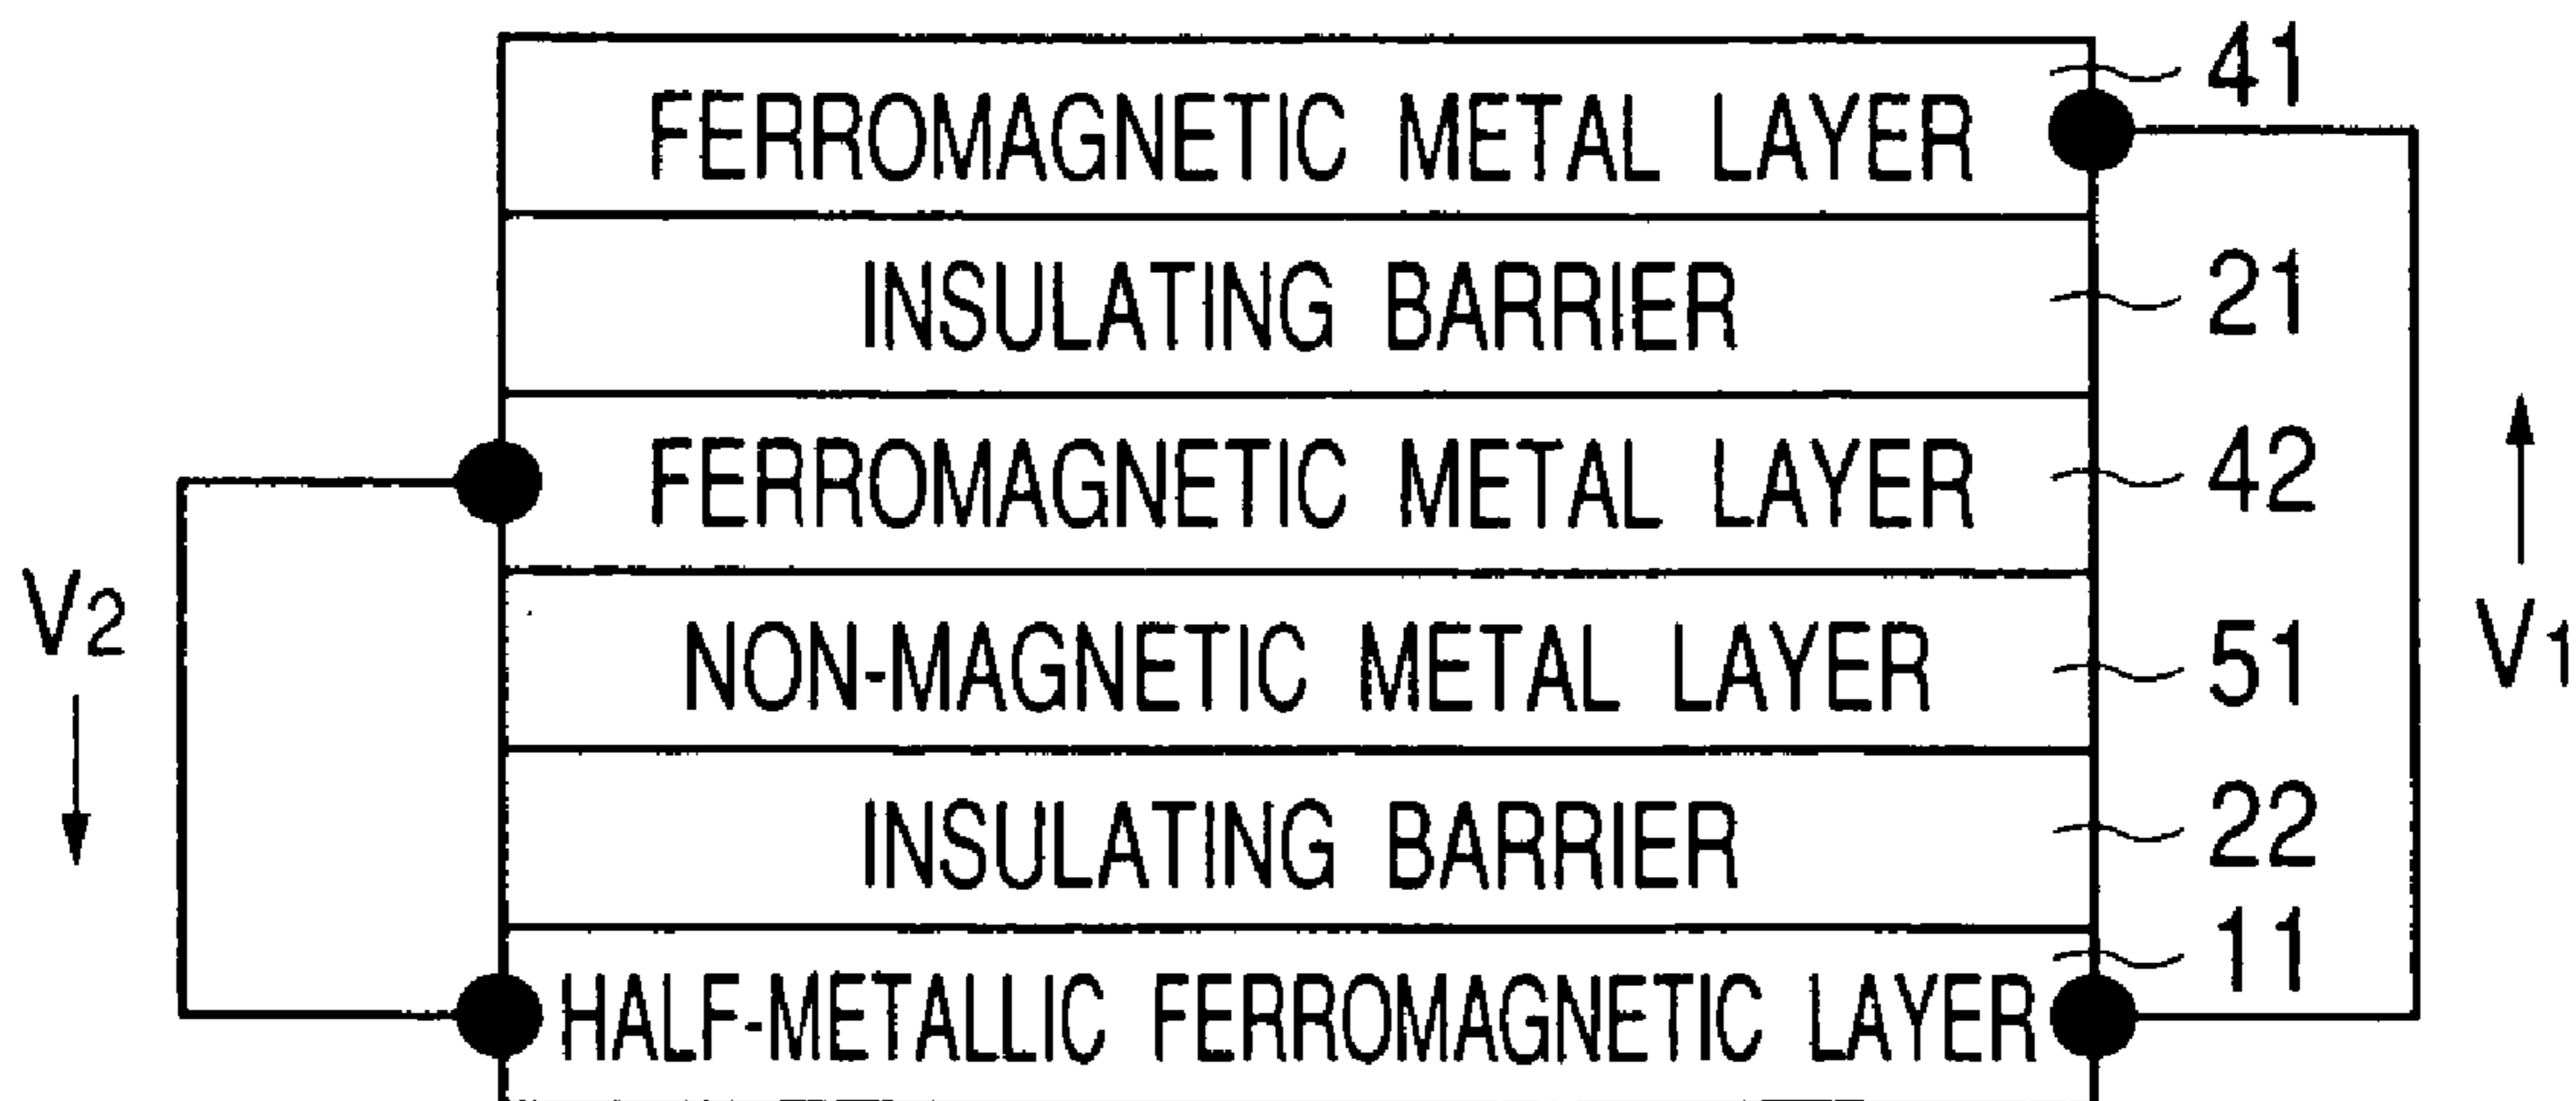 FERROMAGNETIC METAL LAYER 41
INSULATING BARRIER 21
FERROMAGNETIC METAL LAYER 42
V2
NON-MAGNETIC METAL LAYER 51
V1
INSULATING BARRIER 22
HALF-METALLIC FERROMAGNETIC LAYER 11